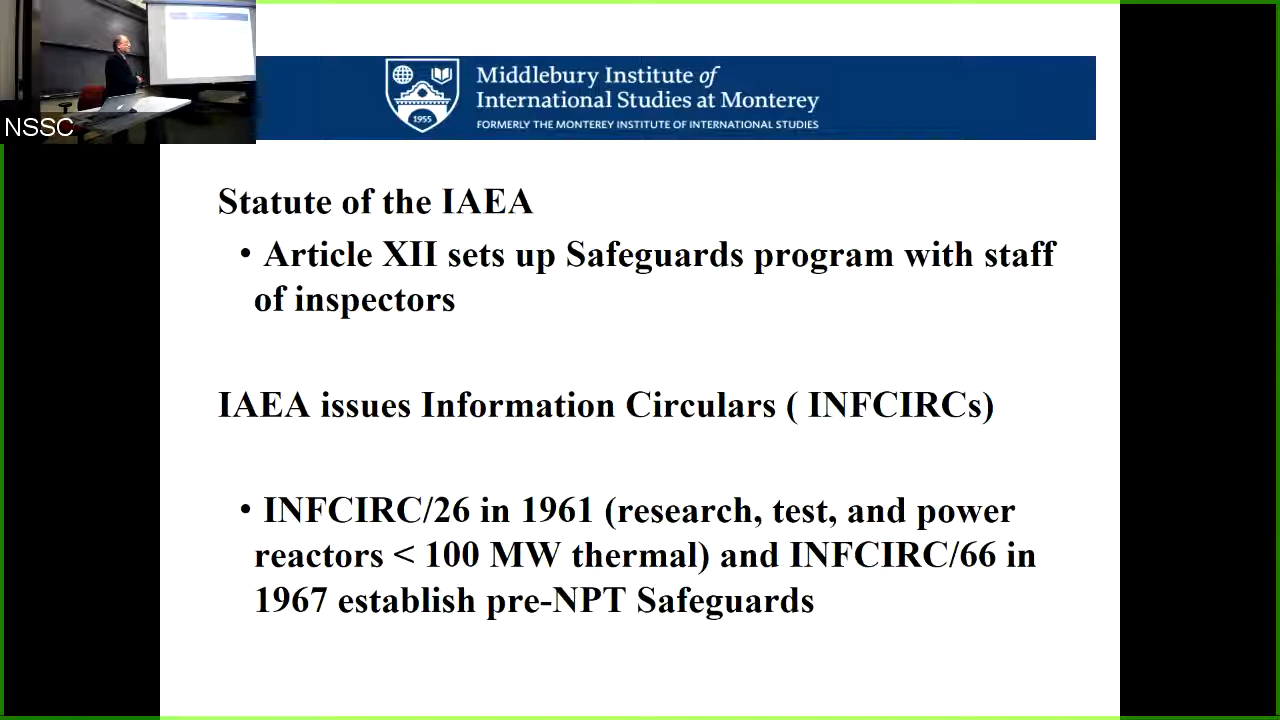 NSSC
Middlebury Institute of
International Studies at Monterey
FORMERLY THE MONTEREY INSTITUTE OF INTERNATIONAL STUDIES
1955
Statute of the IAEA
• Article XII sets up Safeguards program with staff
of inspectors
IAEA issues Information Circulars ( INFCIRCs)
• INFCIRC/26 in 1961 (research, test, and power
reactors < 100 MW thermal) and INFCIRC/66 in
1967 establish pre-NPT Safeguards